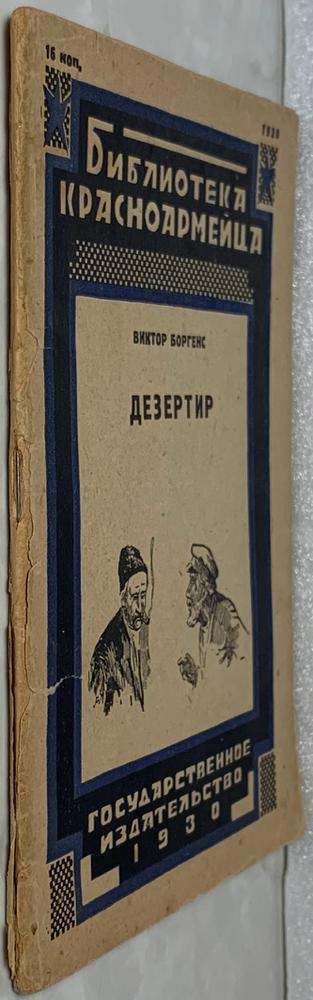 16 коп.
1930
БИБЛИОТЕКА
КРАСНОАРМЕЙЦА
ВИКТОР БОРГЕНС
ДЕЗЕРТИР
ГОСУДАРСТВЕННОЕ
ИЗДАТЕЛЬСТВО
1930